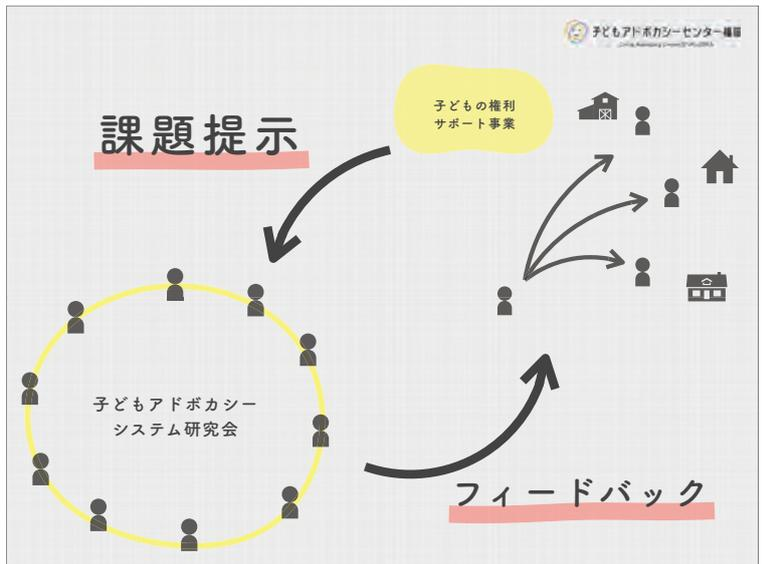 子どもアドボカシーセンター福岡
課題提示
子どもの権利
サポート事業
子どもアドボカシー
システム研究会
フィードバック